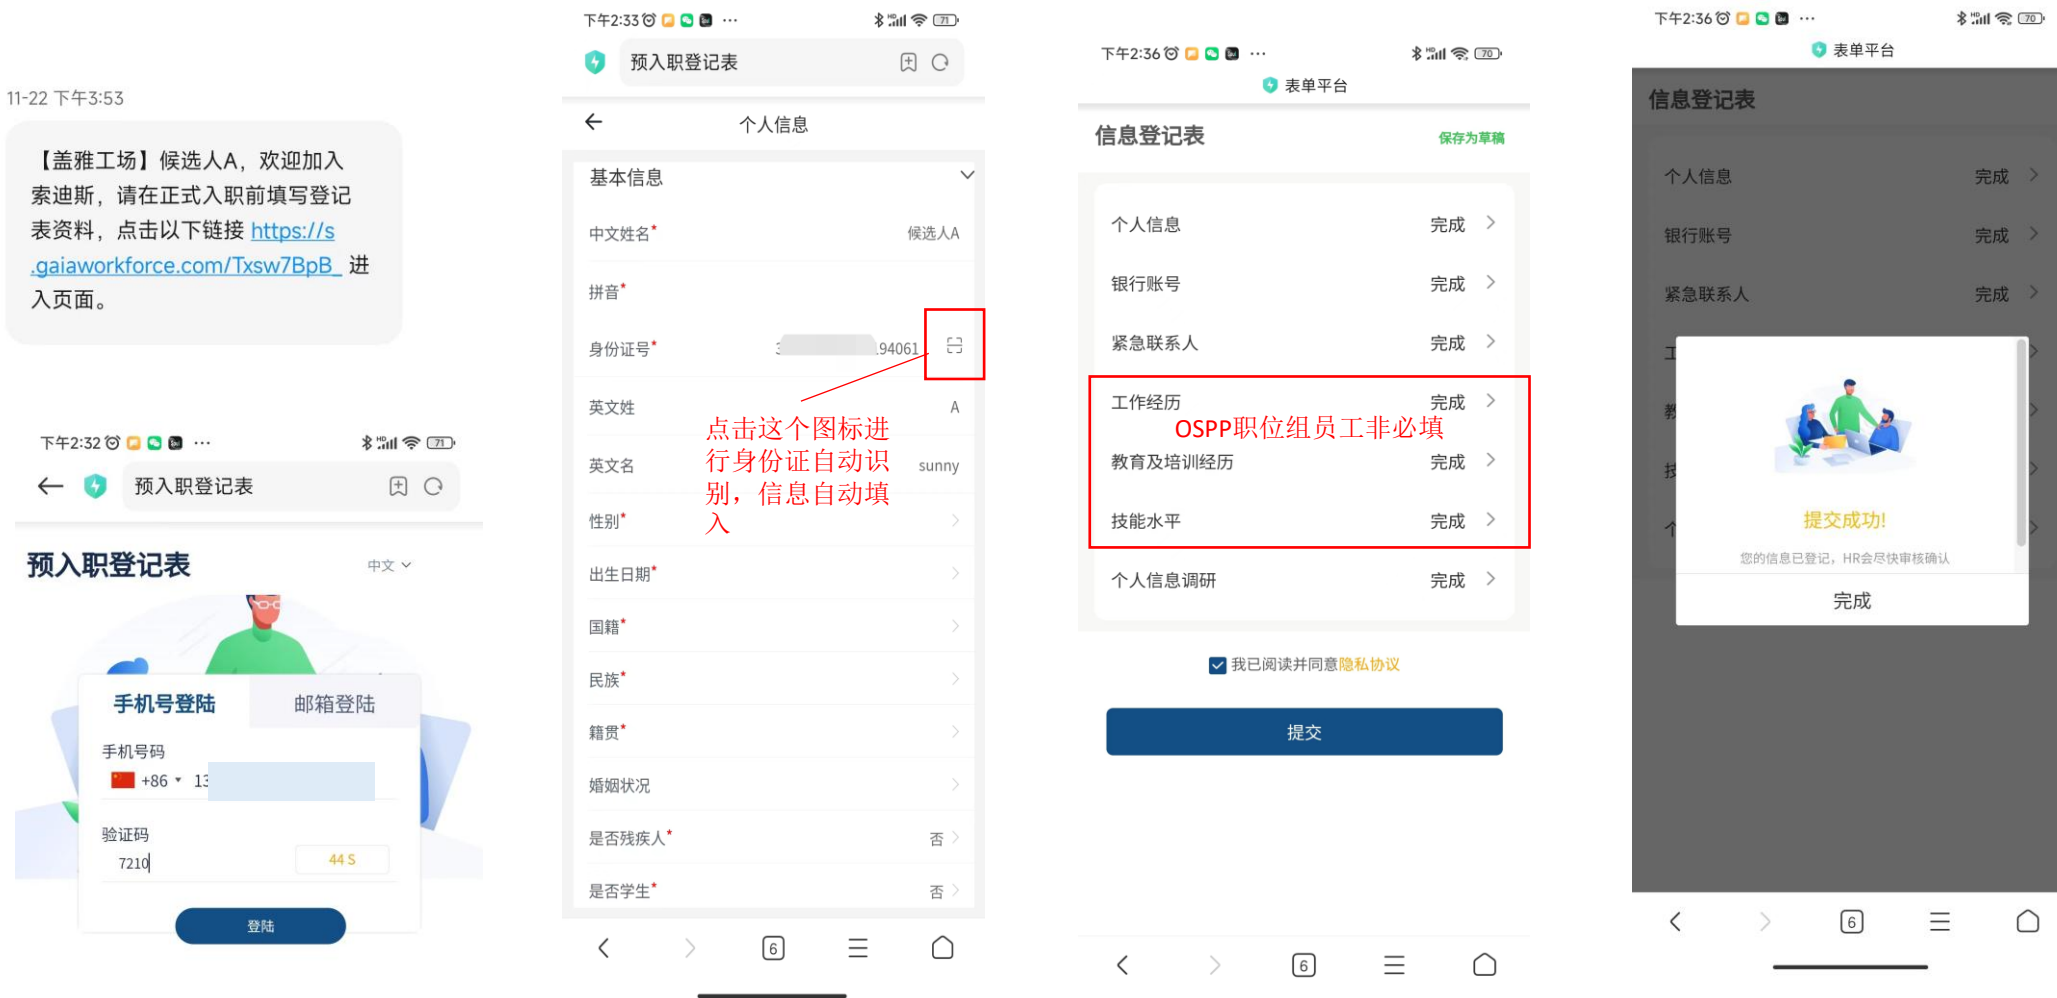 11-22 下午3:53
【盖雅工场】候选人A，欢迎加入
索迪斯，请在正式入职前填写登记
表资料，点击以下链接 https://s
.gaiaworkforce.com/Txsw7BpB_ 进
入页面。
下午2:32
71
预入职登记表
预入职登记表
中文
手机号登陆
邮箱登陆
手机号码
+86
13
验证码
7210
44 S
登陆
下午2:33
71
预入职登记表
个人信息
基本信息
中文姓名*
候选人A
拼音*
身份证号*
194061
英文姓
A
英文名
sunny
点击这个图标进
行身份证自动识
别，信息自动填
入
性别*
出生日期*
国籍*
民族*
籍贯*
婚姻状况
是否残疾人*
否
是否学生*
否
6
下午2:36
70
表单平台
信息登记表
保存为草稿
个人信息
完成
银行账号
完成
紧急联系人
完成
工作经历
完成
OSPP职位组员工非必填
教育及培训经历
完成
技能水平
完成
个人信息调研
完成
我已阅读并同意隐私协议
提交
6
下午2:36
70
表单平台
信息登记表
个人信息
完成
银行账号
完成
紧急联系人
完成
提交成功!
您的信息已登记，HR会尽快审核确认
完成
6